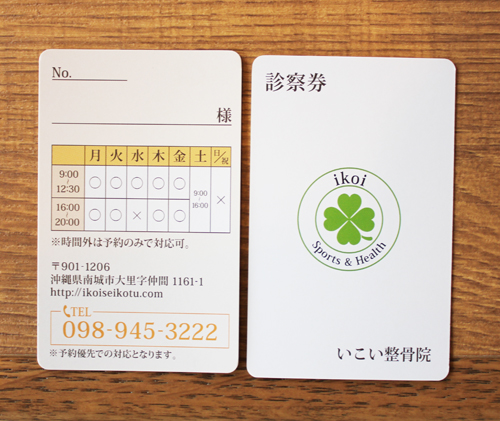 No.
様
月 火 水 木 金 土 日/祝
9:00 ~ 12:30 ○ ○ ○ ○ ○ 9:00 ~ 16:00 ×
16:00 ~ 20:00 ○ ○ × ○ ○
※時間外は予約のみで対応可。
〒901-1206
沖縄県南城市大里字仲間 1161-1
http://ikoiseikotu.com
TEL
098-945-3222
※予約優先での対応となります。
診察券
ikoi
Sports & Health
いこい整骨院